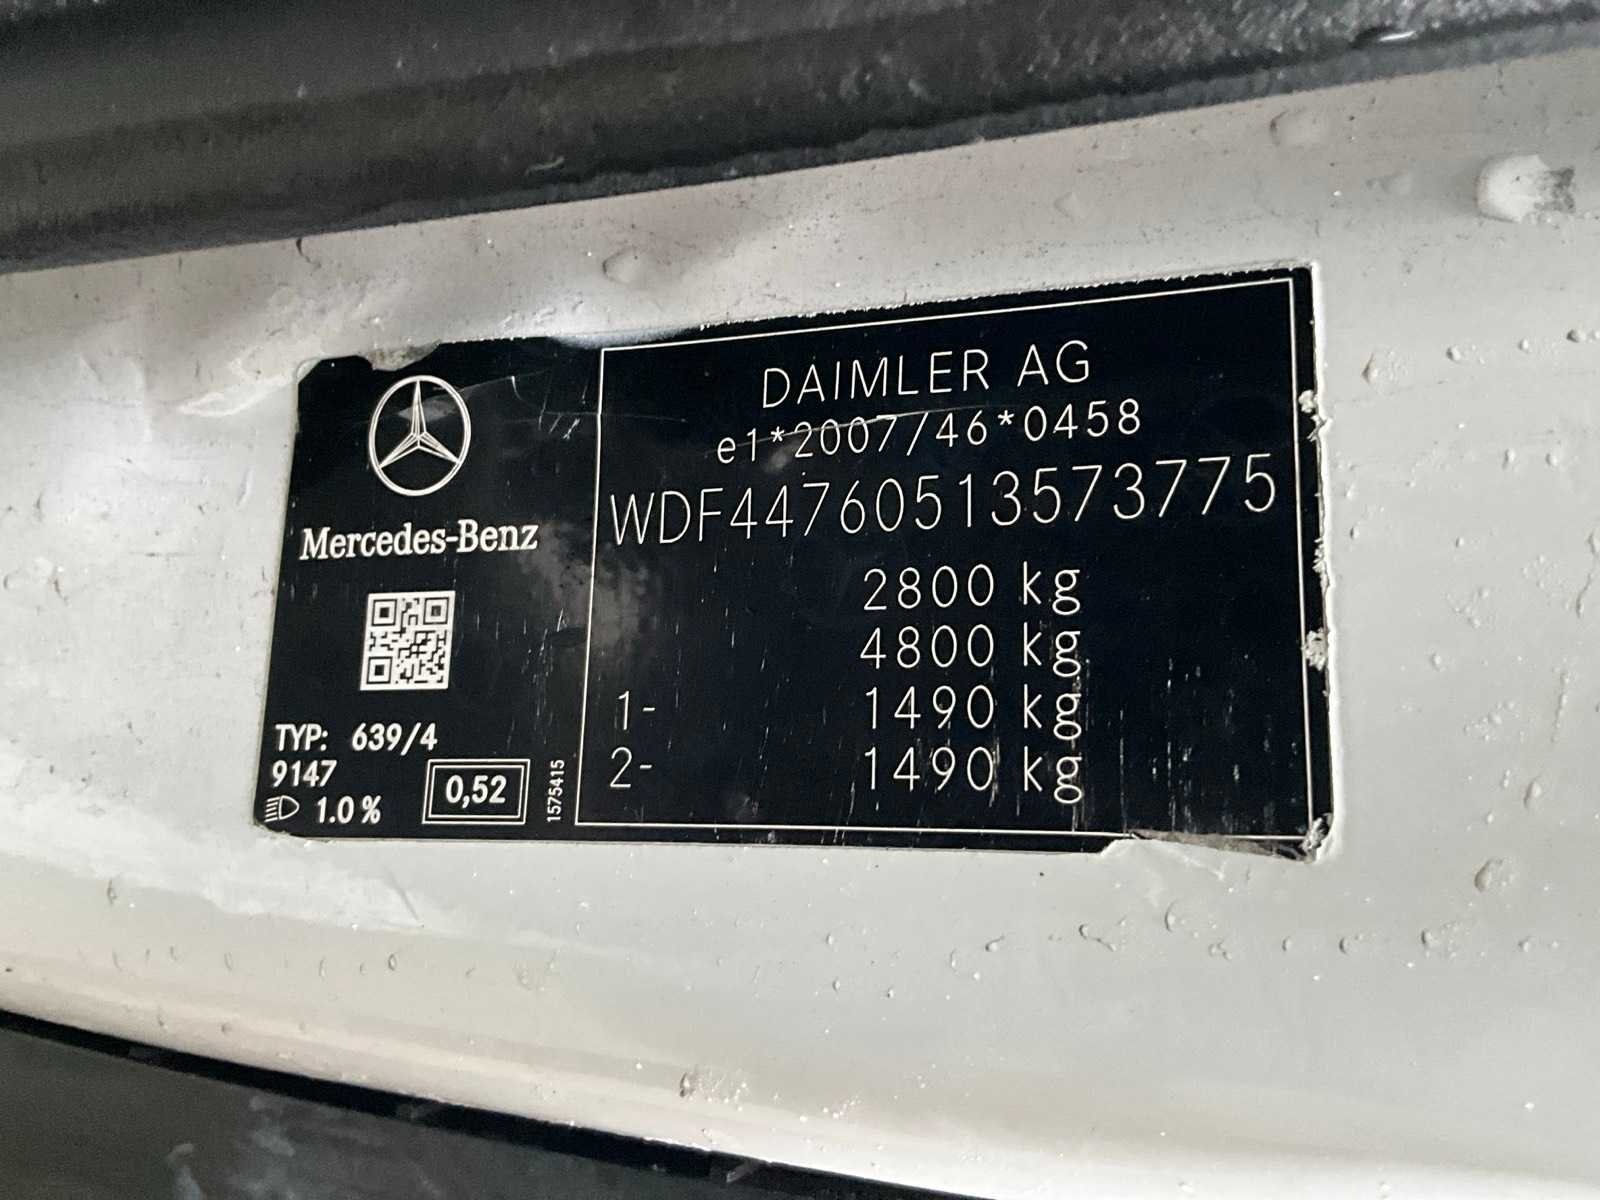 Mercedes-Benz
TYP: 639/4
9147
1.0 %
0,52
1575415
DAIMLER AG
e1*2007/46*0458
WDF44760513573775
2800 kg
4800 kg
1- 1490 kg
2- 1490 kg